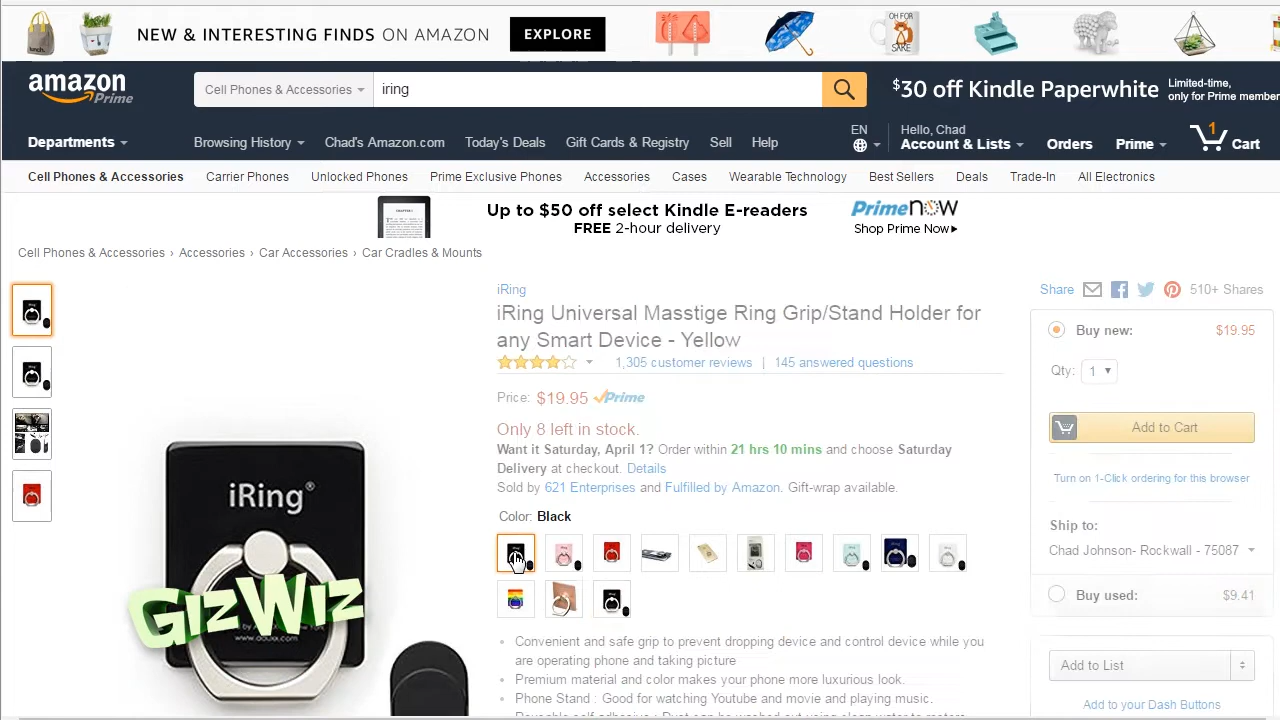 NEW & INTERESTING FINDS ON AMAZON
EXPLORE
lunch
OH FOR
SAKE
amazon
Prime
Cell Phones & Accessories
iring
$30 off Kindle Paperwhite
Limited-time,
only for Prime member
Departments
Browsing History
Chad's Amazon.com
Today's Deals
Gift Cards & Registry
Sell
Help
EN
Hello, Chad
Account & Lists
Orders
Prime
1
Cart
Cell Phones & Accessories
Carrier Phones
Unlocked Phones
Prime Exclusive Phones
Accessories
Cases
Wearable Technology
Best Sellers
Deals
Trade-In
All Electronics
Up to $50 off select Kindle E-readers
FREE 2-hour delivery
PrimeNOW
Shop Prime Now
Cell Phones & Accessories › Accessories › Car Accessories › Car Cradles & Mounts
iRing
iRing Universal Masstige Ring Grip/Stand Holder for
any Smart Device - Yellow
1,305 customer reviews | 145 answered questions
Price: $19.95 Prime
Only 8 left in stock.
Want it Saturday, April 1? Order within 21 hrs 10 mins and choose Saturday
Delivery at checkout. Details
Sold by 621 Enterprises and Fulfilled by Amazon. Gift-wrap available.
Color: Black
Convenient and safe grip to prevent dropping device and control device while you
are operating phone and taking picture
Premium material and color makes your phone more luxurious look.
Phone Stand : Good for watching Youtube and movie and playing music.
iRing®
GIZWIZ
www.aauxx.com
Share
510+ Shares
Buy new:
$19.95
Qty: 1
Add to Cart
Turn on 1-Click ordering for this browser
Ship to:
Chad Johnson- Rockwall - 75087
Buy used:
$9.41
Add to List
Add to your Dash Buttons